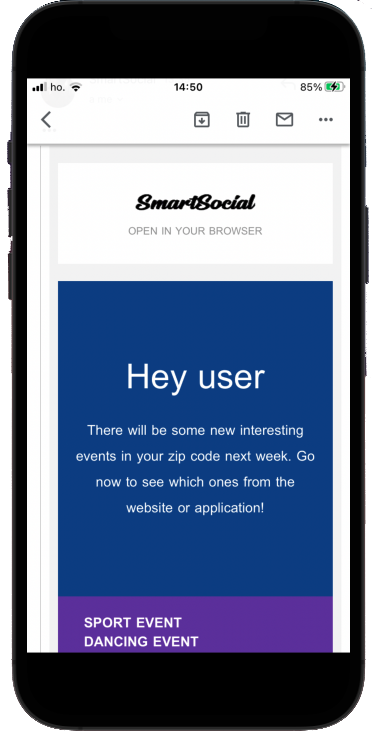 ho. 14:50 85%
SmartSocial
OPEN IN YOUR BROWSER
Hey user
There will be some new interesting
events in your zip code next week. Go
now to see which ones from the
website or application!
SPORT EVENT
DANCING EVENT